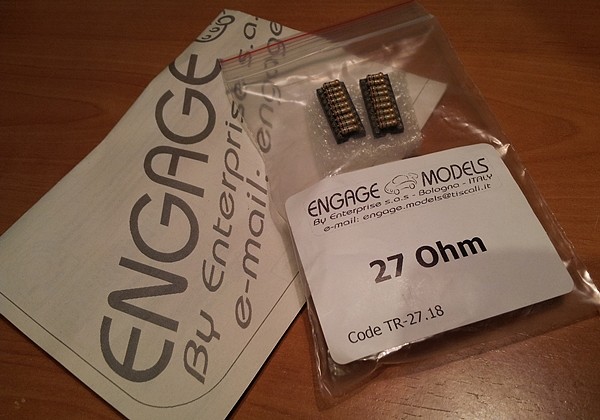 ENGAGE
By Enterprise s.a.
e-mail: engage.
ENGAGE MODELS
By Enterprise s.a.s - Bologna - ITALY
e-mail: engage.models@tiscali.it
27 Ohm
Code TR-27.18